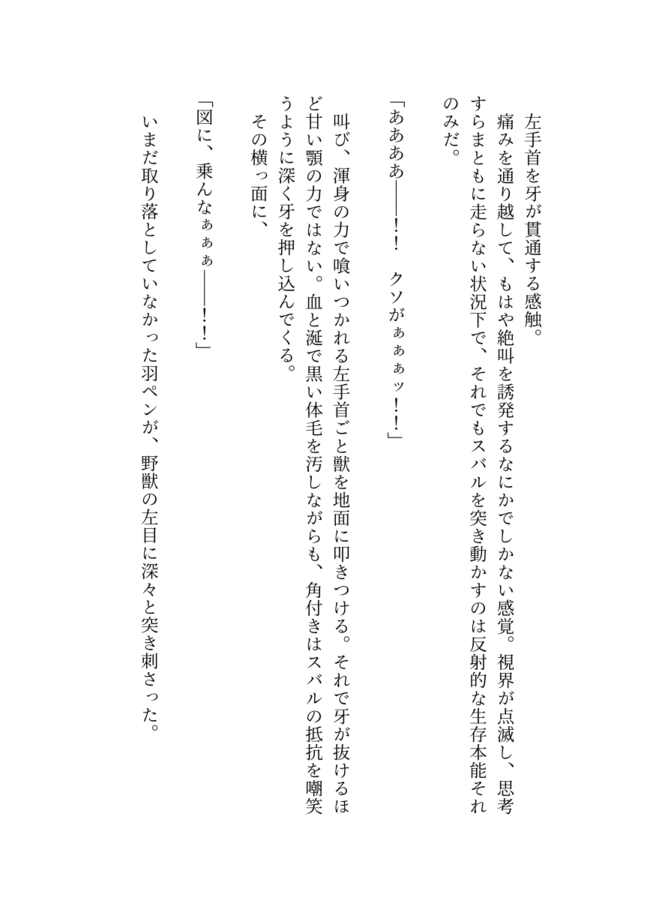 左手首を牙が貫通する感触。
痛みを通り越して、もはや絶叫を誘発するなにかでしかない感覚。視界が点滅し、思考
すらまともに走らない状況下で、それでもスバルを突き動かすのは反射的な生存本能それ
のみだ。
「ああああ――！！　クソがぁぁぁッ！！」
叫び、渾身の力で喰いつかれる左手首ごと獣を地面に叩きつける。それで牙が抜けるほ
ど甘い顎の力ではない。血と涎で黒い体毛を汚しながらも、角付きはスバルの抵抗を嘲笑
うように深く牙を押し込んでくる。
その横っ面に、
「図に、乗んなぁぁぁ――！！」
いまだ取り落としていなかった羽ペンが、野獣の左目に深々と突き刺さった。